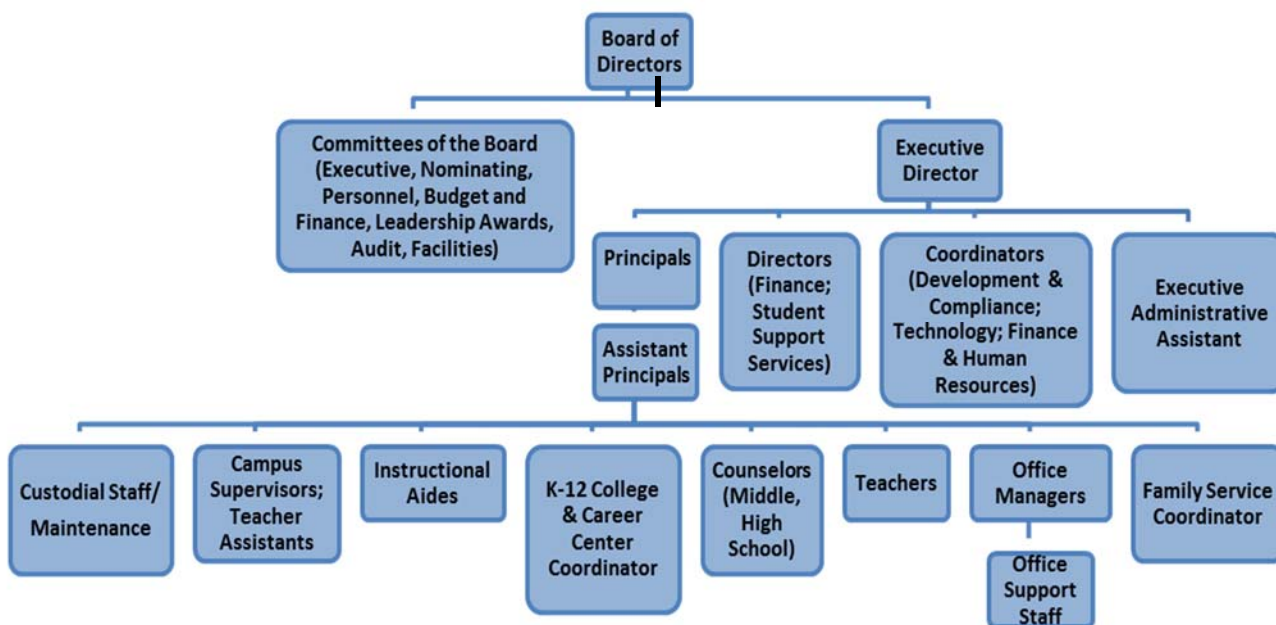 Board of
Directors
Committees of the Board
(Executive, Nominating,
Personnel, Budget and
Finance, Leadership Awards,
Audit, Facilities)
Executive
Director
Principals
Directors
(Finance;
Student
Support
Services)
Coordinators
(Development &
Compliance;
Technology; Finance
& Human
Resources)
Executive
Administrative
Assistant
Assistant
Principals
Custodial Staff/
Maintenance
Campus
Supervisors;
Teacher
Assistants
Instructional
Aides
K-12 College
& Career
Center
Coordinator
Counselors
(Middle,
High
School)
Teachers
Office
Managers
Family Service
Coordinator
Office
Support
Staff